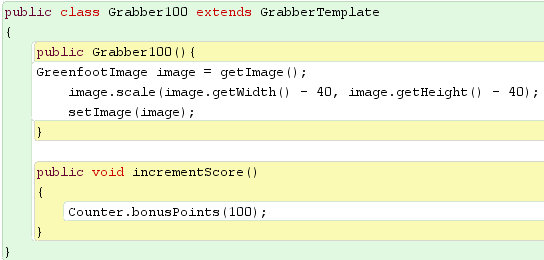 public class Grabber100 extends GrabberTemplate
{
    public Grabber100(){
    GreenfootImage image = getImage();
        image.scale(image.getWidth() - 40, image.getHeight() - 40);
        setImage(image);
    }
    public void incrementScore()
    {
        Counter.bonusPoints(100);
    }
}